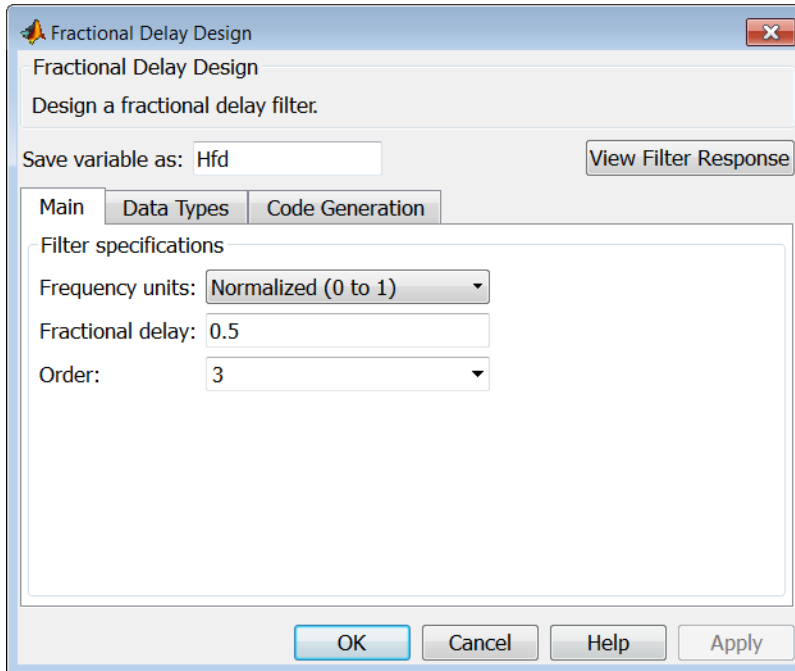 Fractional Delay Design
Fractional Delay Design
Design a fractional delay filter.
Save variable as: Hfd View Filter Response
Main Data Types Code Generation
Filter specifications
Frequency units: Normalized (0 to 1)
Fractional delay: 0.5
Order: 3
OK Cancel Help Apply